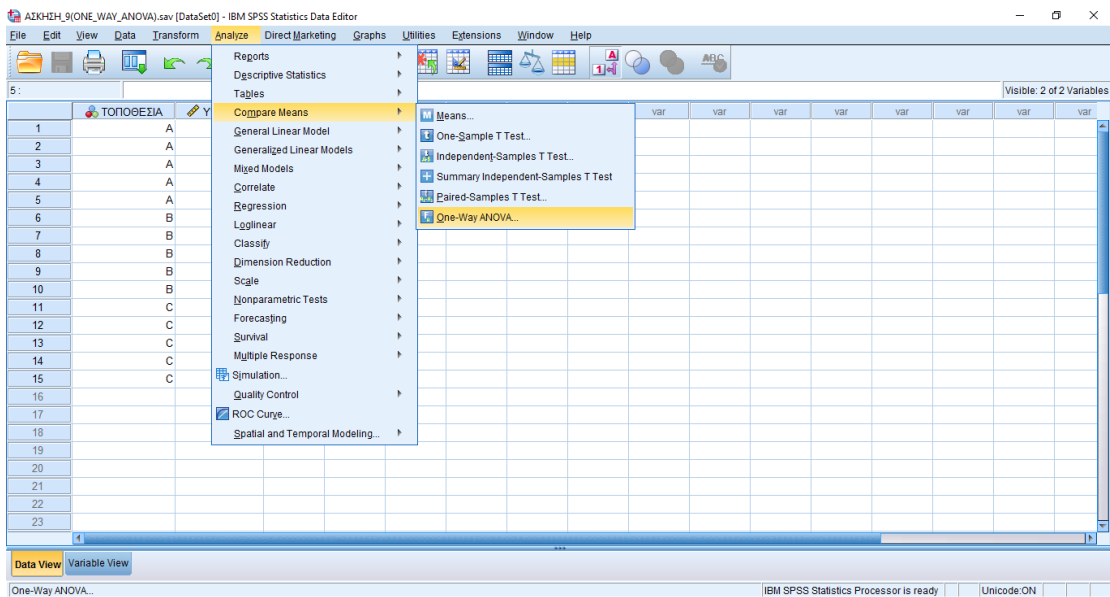 ΑΣΚΗΣΗ_9(ONE_WAY_ANOVA).sav [DataSet0] - IBM SPSS Statistics Data Editor
File Edit View Data Transform Analyze Direct Marketing Graphs Utilities Extensions Window Help
5 :
Visible: 2 of 2 Variables
ΤΟΠΟΘΕΣΙΑ Υ var var var var var var var var
1 A
2 A
3 A
4 A
5 A
6 B
7 B
8 B
9 B
10 B
11 C
12 C
13 C
14 C
15 C
16
17
18
19
20
21
22
23
Reports
Descriptive Statistics
Tables
Compare Means
General Linear Model
Generalized Linear Models
Mixed Models
Correlate
Regression
Loglinear
Classify
Dimension Reduction
Scale
Nonparametric Tests
Forecasting
Survival
Multiple Response
Simulation...
Quality Control
ROC Curve...
Spatial and Temporal Modeling...
Means...
One-Sample T Test...
Independent-Samples T Test...
Summary Independent-Samples T Test
Paired-Samples T Test...
One-Way ANOVA...
Data View Variable View
One-Way ANOVA... IBM SPSS Statistics Processor is ready Unicode:ON